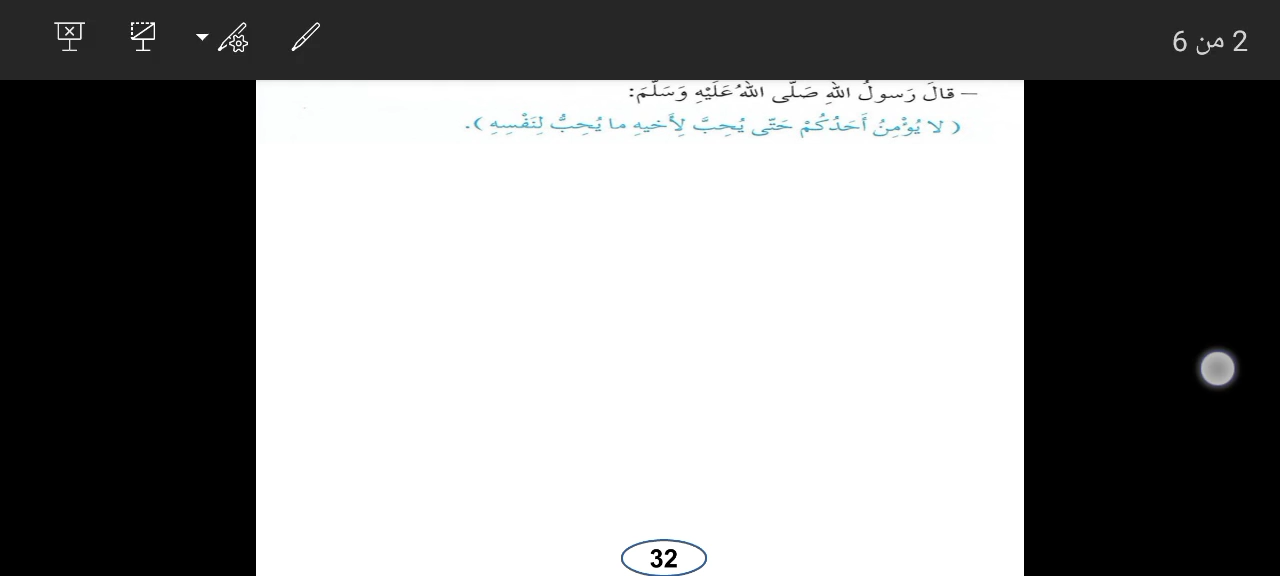 2 من 6
– قالَ رَسولُ اللهِ صَلَّى اللهُ عَلَيْهِ وَسَلَّمَ:
( لا يُؤْمِنُ أَحَدُكُمْ حَتّى يُحِبَّ لِأَخيهِ ما يُحِبُّ لِنَفْسِهِ ).
32